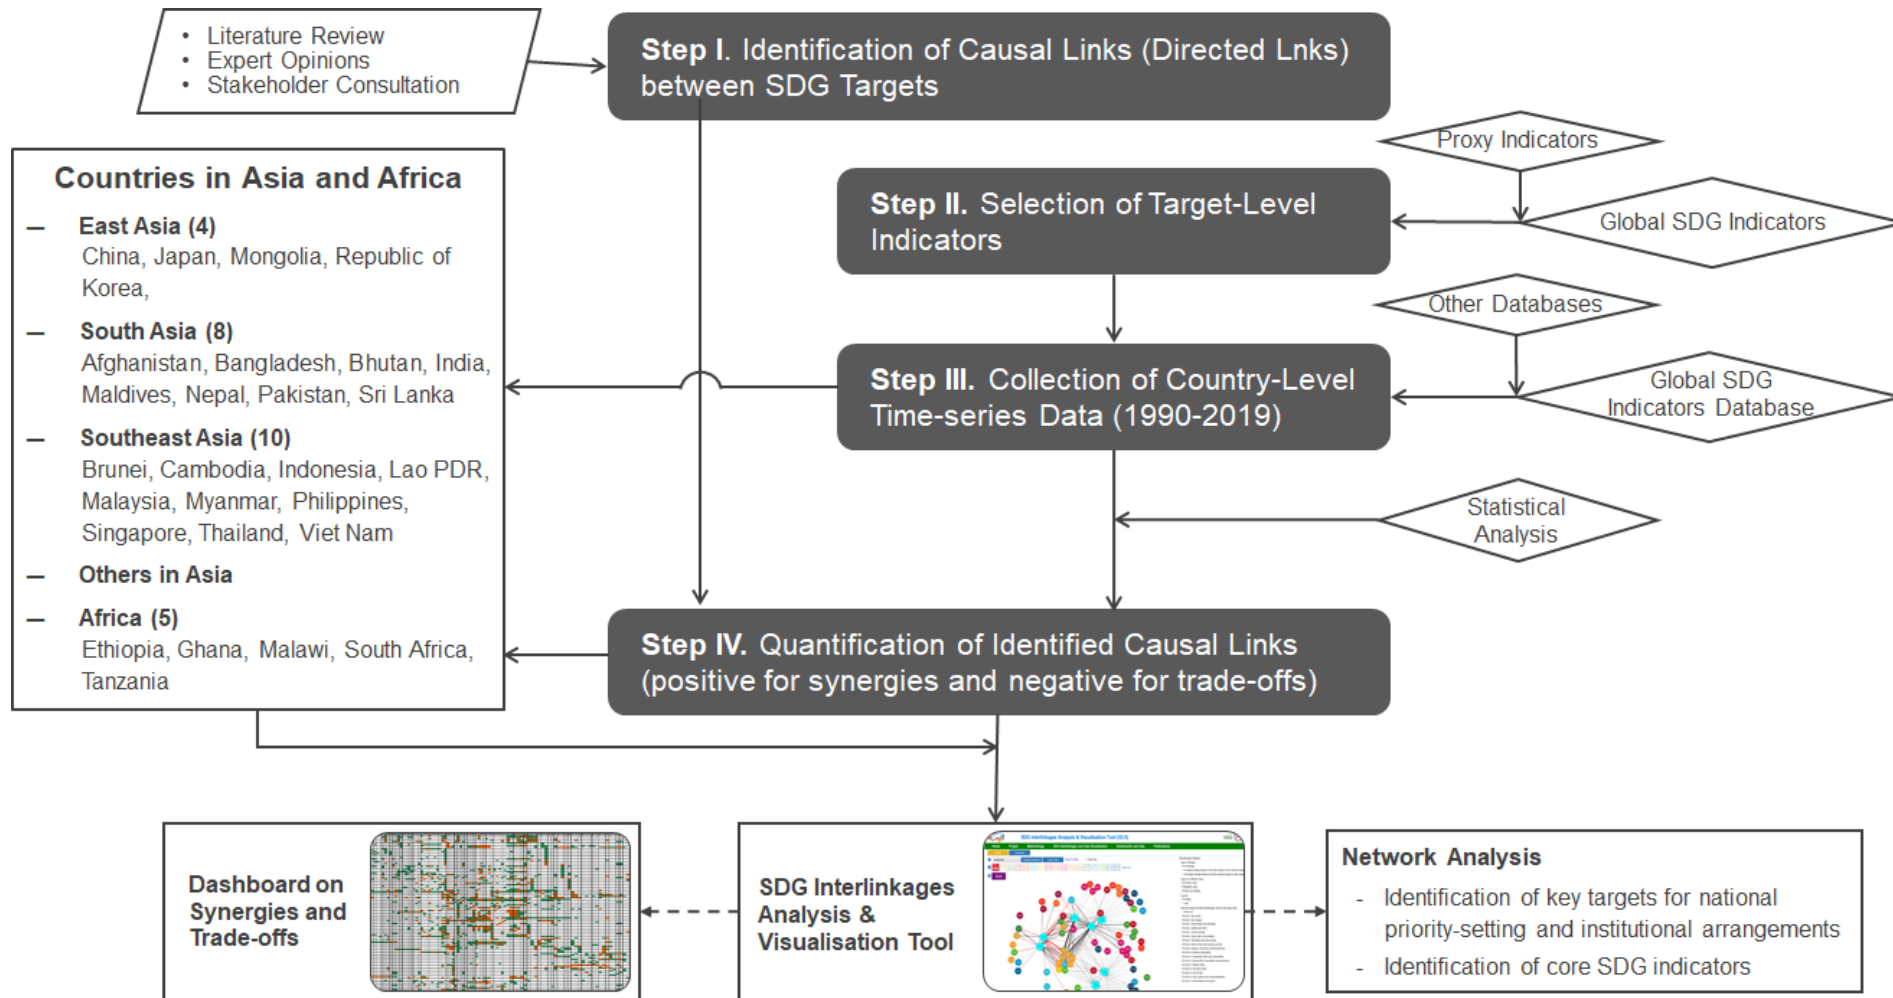 • Literature Review
• Expert Opinions
• Stakeholder Consultation
Step I. Identification of Causal Links (Directed Lnks)
between SDG Targets
Proxy Indicators
Global SDG Indicators
Step II. Selection of Target-Level
Indicators
Other Databases
Global SDG
Indicators Database
Step III. Collection of Country-Level
Time-series Data (1990-2019)
Statistical
Analysis
Countries in Asia and Africa
– East Asia (4)
China, Japan, Mongolia, Republic of
Korea,
– South Asia (8)
Afghanistan, Bangladesh, Bhutan, India,
Maldives, Nepal, Pakistan, Sri Lanka
– Southeast Asia (10)
Brunei, Cambodia, Indonesia, Lao PDR,
Malaysia, Myanmar, Philippines,
Singapore, Thailand, Viet Nam
– Others in Asia
– Africa (5)
Ethiopia, Ghana, Malawi, South Africa,
Tanzania
Step IV. Quantification of Identified Causal Links
(positive for synergies and negative for trade-offs)
Dashboard on
Synergies and
Trade-offs
SDG Interlinkages
Analysis &
Visualisation Tool
Network Analysis
- Identification of key targets for national
priority-setting and institutional arrangements
- Identification of core SDG indicators